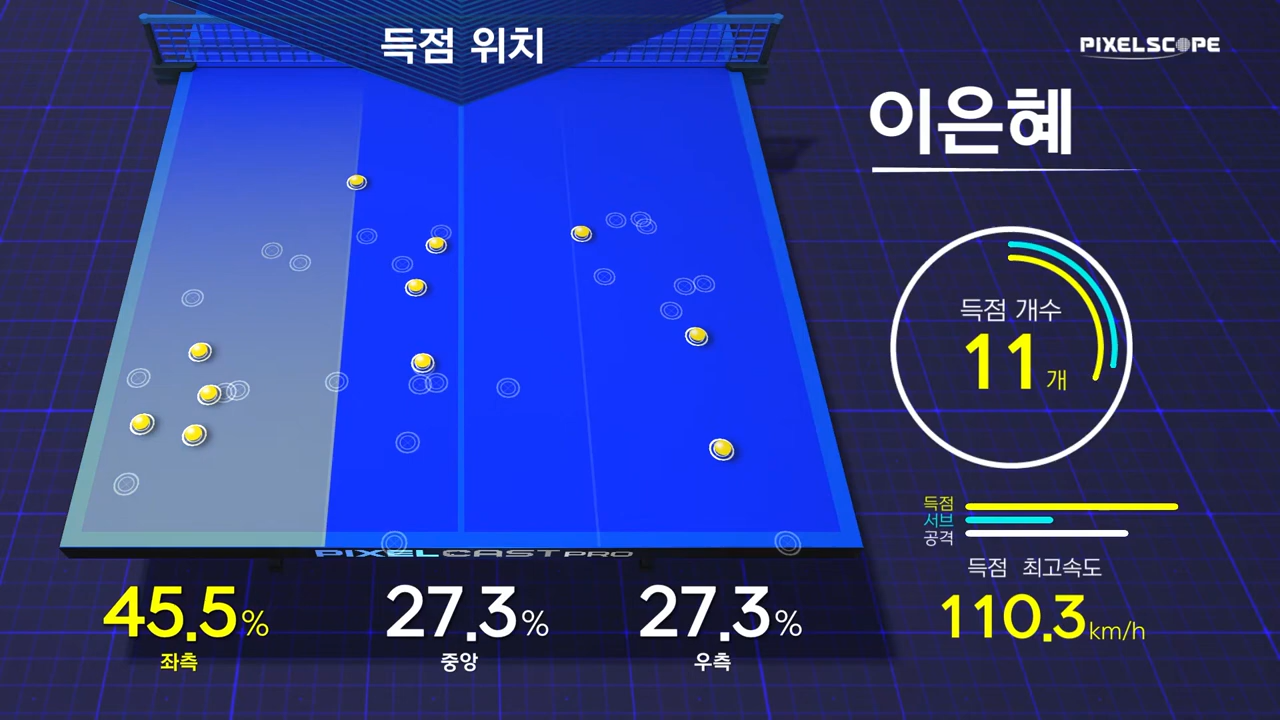 득점 위치
PIXELSCOPE
이은혜
득점 개수
11개
득점
서브
공격
득점 최고속도
110.3km/h
PIXELCASTPRO
45.5% 27.3% 27.3%
좌측 중앙 우측